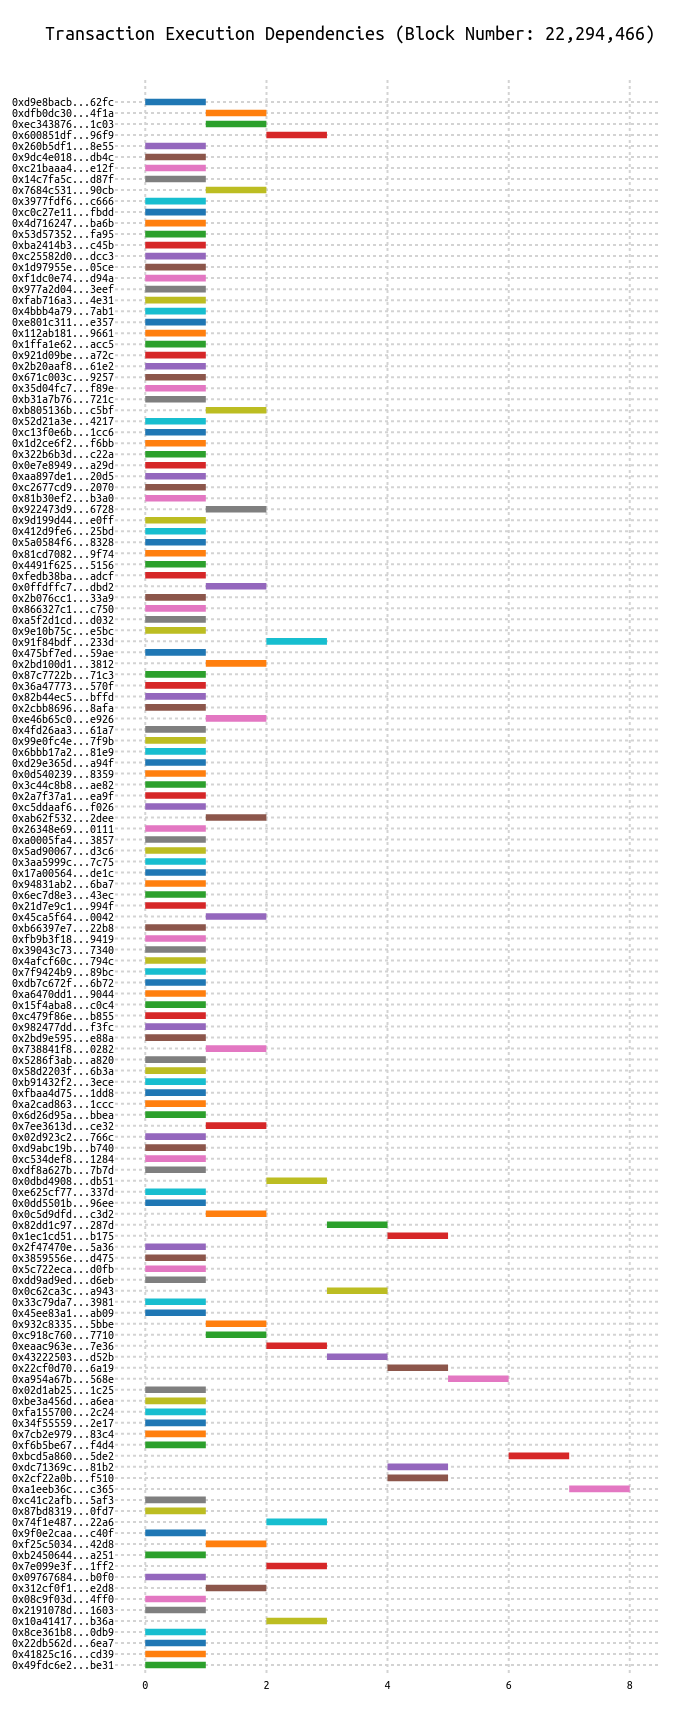 Transaction Execution Dependencies (Block Number: 22,294,466)
0xd9e8bacb...62fc
0xdfb0dc30...4f1a
0xec343876...1c03
0x600851df...96f9
0x260b5df1...8e55
0x9dc4e018...db4c
0xc21baaa4...e12f
0x14c7fa5c...d87f
0x7684c531...90cb
0x3977fdf6...c666
0xc0c27e11...fbdd
0x4d716247...ba6b
0x53d57352...fa95
0xba2414b3...c45b
0xc25582d0...dcc3
0x1d97955e...05ce
0xf1dc0e74...d94a
0x977a2d04...3eef
0xfab716a3...4e31
0x4bbb4a79...7ab1
0xe801c311...e357
0x112ab181...9661
0x1ffa1e62...acc5
0x921d09be...a72c
0x2b20aaf8...61e2
0x671c003c...9257
0x35d04fc7...f89e
0xb31a7b76...721c
0xb805136b...c5bf
0x52d21a3e...4217
0xc13f0e6b...1cc6
0x1d2ce6f2...f6bb
0x322b6b3d...c22a
0x0e7e8949...a29d
0xaa897de1...20d5
0xc2677cd9...2070
0x81b30ef2...b3a0
0x922473d9...6728
0x9d199d44...e0ff
0x412d9fe6...25bd
0x5a0584f6...8328
0x81cd7082...9f74
0x4491f625...5156
0xfedb38ba...adcf
0x0ffdffc7...dbd2
0x2b076cc1...33a9
0x866327c1...c750
0xa5f2d1cd...d032
0x9e10b75c...e5bc
0x91f84bdf...233d
0x475bf7ed...59ae
0x2bd100d1...3812
0x87c7722b...71c3
0x36a47773...570f
0x82b44ec5...bffd
0x2cbb8696...8afa
0xe46b65c0...e926
0x4fd26aa3...61a7
0x99e0fc4e...7f9b
0x6bbb17a2...81e9
0xd29e365d...a94f
0x0d540239...8359
0x3c44c8b8...ae82
0x2a7f37a1...ea9f
0xc5ddaaf6...f026
0xab62f532...2dee
0x26348e69...0111
0xa0005fa4...3857
0x5ad90067...d3c6
0x3aa5999c...7c75
0x17a00564...de1c
0x94831ab2...6ba7
0x6ec7d8e3...43ec
0x21d7e9c1...994f
0x45ca5f64...0042
0xb66397e7...22b8
0xfb9b3f18...9419
0x39043c73...7340
0x4afcf60c...794c
0x7f9424b9...89bc
0xdb7c672f...6b72
0xa6470dd1...9044
0x15f4aba8...c0c4
0xc479f86e...b855
0x982477dd...f3fc
0x2bd9e595...e88a
0x738841f8...0282
0x5286f3ab...a820
0x58d2203f...6b3a
0xb91432f2...3ece
0xfbaa4d75...1dd8
0xa2cad863...1ccc
0x6d26d95a...bbea
0x7ee3613d...ce32
0x02d923c2...766c
0xd9abc19b...b740
0xc534def8...1284
0xdf8a627b...7b7d
0x0dbd4908...db51
0xe625cf77...337d
0x0dd5501b...96ee
0x0c5d9dfd...c3d2
0x82dd1c97...287d
0x1ec1cd51...b175
0x2f47470e...5a36
0x3859556e...d475
0x5c722eca...d0fb
0xdd9ad9ed...d6eb
0x0c62ca3c...a943
0x33c79da7...3981
0x45ee83a1...ab09
0x932c8335...5bbe
0xc918c760...7710
0xeaac963e...7e36
0x43222503...d52b
0x22cf0d70...6a19
0xa954a67b...568e
0x02d1ab25...1c25
0xbe3a456d...a6ea
0xfa155700...2c24
0x34f55559...2e17
0x7cb2e979...83c4
0xf6b5be67...f4d4
0xbcd5a860...5de2
0xdc71369c...81b2
0x2cf22a0b...f510
0xa1eeb36c...c365
0xc41c2afb...5af3
0x87bd8319...0fd7
0x74f1e487...22a6
0x9f0e2caa...c40f
0xf25c5034...42d8
0xb2450644...a251
0x7e099e3f...1ff2
0x09767684...b0f0
0x312cf0f1...e2d8
0x08c9f03d...4ff0
0x2191078d...1603
0x10a41417...b36a
0x8ce361b8...0db9
0x22db562d...6ea7
0x41825c16...cd39
0x49fdc6e2...be31
0 2 4 6 8